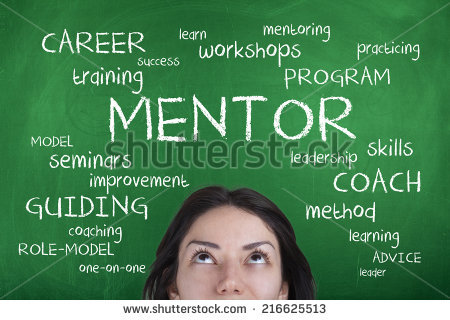 mentoring
learn
CAREER
workshops
practicing
success
training
PROGRAM
MENTOR
MODEL
skills
leadership
seminars
improvement
COACH
GUIDING
method
coaching
learning
ROLE-MODEL
ADVICE
one-on-one
leader
shutterstock
www.shutterstock.com · 216625513